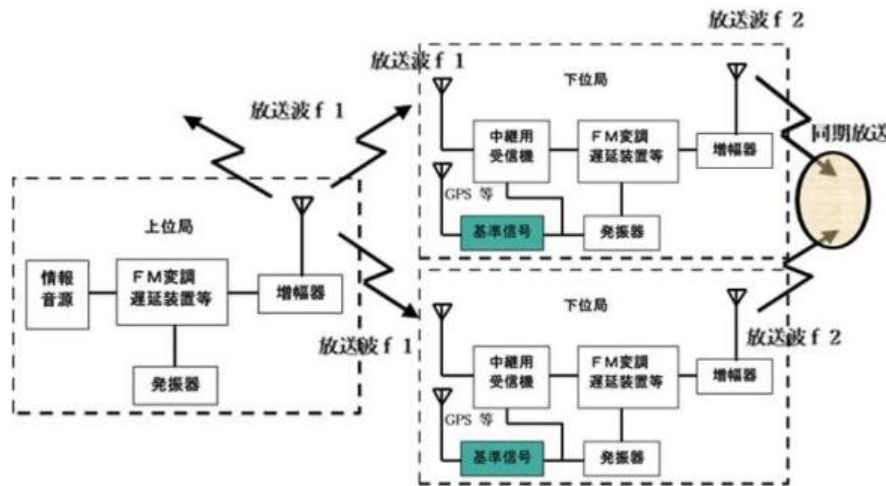 放送波ｆ２
放送波ｆ１
放送波ｆ１
下位局
同期放送
中継用
受信機
ＦＭ変調
遅延装置等
増幅器
GPS 等
基準信号
発振器
上位局
情報
音源
ＦＭ変調
遅延装置等
増幅器
発振器
放送波ｆ１
下位局
放送波ｆ２
中継用
受信機
ＦＭ変調
遅延装置等
増幅器
GPS 等
基準信号
発振器